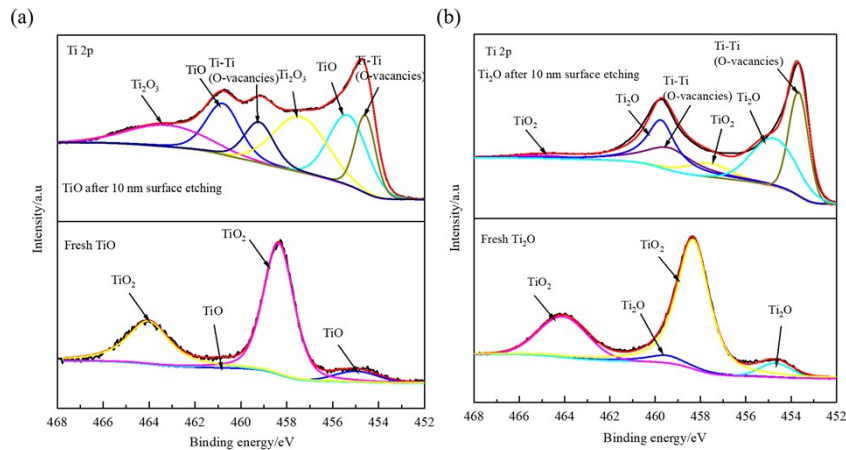 (a)
Ti 2p
Ti₂O₃
TiO
Ti-Ti
(O-vacancies)
Ti₂O₃
TiO
Ti-Ti
(O-vacancies)
TiO after 10 nm surface etching
Fresh TiO
TiO₂
TiO
TiO₂
TiO
Intensity/a.u
468 466 464 462 460 458 456 454 452
Binding energy/eV
(b)
Ti 2p
Ti₂O after 10 nm surface etching
TiO₂
Ti₂O
Ti-Ti
(O-vacancies)
TiO₂
Ti-Ti
(O-vacancies)
Ti₂O
Fresh Ti₂O
TiO₂
Ti₂O
TiO₂
Ti₂O
Intensity/a.u
468 466 464 462 460 458 456 454 452
Binding energy/eV